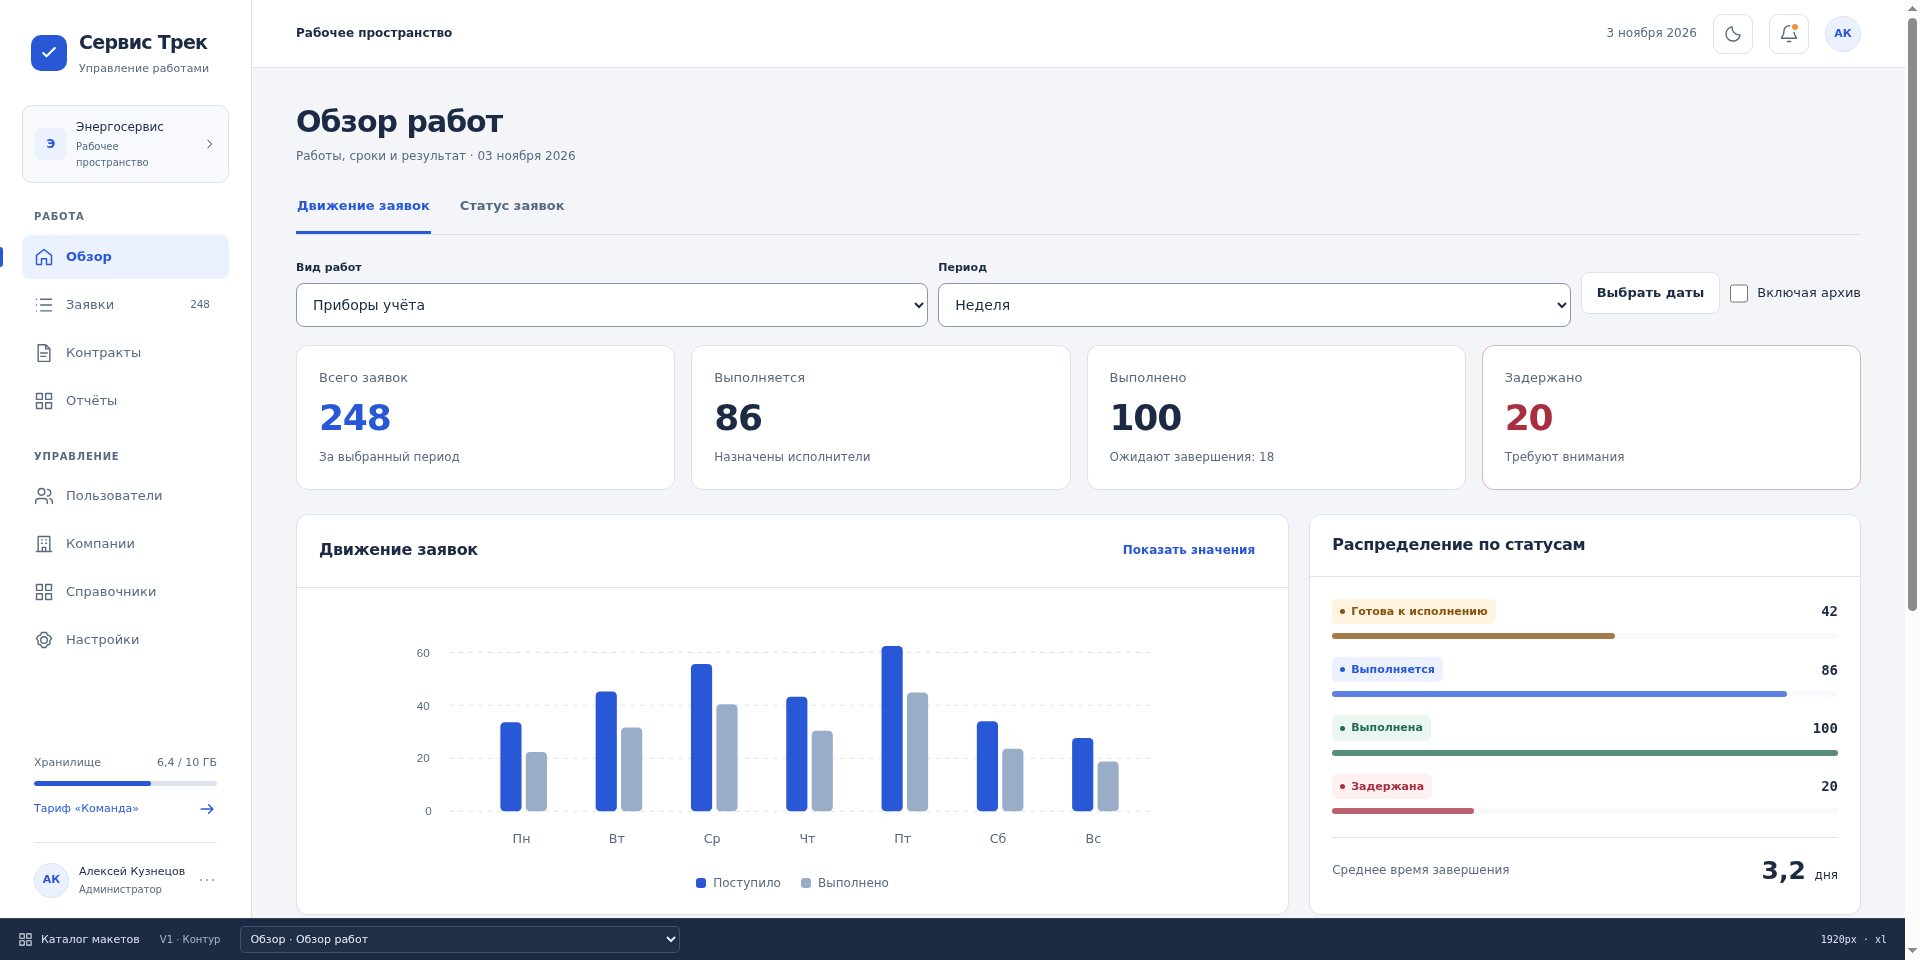 Сервис Трек
Управление работами
Э
Энергосервис
Рабочее
пространство
РАБОТА
Обзор
Заявки 248
Контракты
Отчёты
УПРАВЛЕНИЕ
Пользователи
Компании
Справочники
Настройки
Хранилище 6,4 / 10 ГБ
Тариф «Команда»
АК
Алексей Кузнецов
Администратор
Рабочее пространство
3 ноября 2026
АК
Обзор работ
Работы, сроки и результат · 03 ноября 2026
Движение заявок Статус заявок
Вид работ
Приборы учёта
Период
Неделя
Выбрать даты
Включая архив
Всего заявок
248
За выбранный период
Выполняется
86
Назначены исполнители
Выполнено
100
Ожидают завершения: 18
Задержано
20
Требуют внимания
Движение заявок
Показать значения
60
40
20
0
Пн Вт Ср Чт Пт Сб Вс
Поступило Выполнено
Распределение по статусам
Готова к исполнению 42
Выполняется 86
Выполнена 100
Задержана 20
Среднее время завершения 3,2 дня
Каталог макетов V1 · Контур Обзор · Обзор работ 1920px · xl